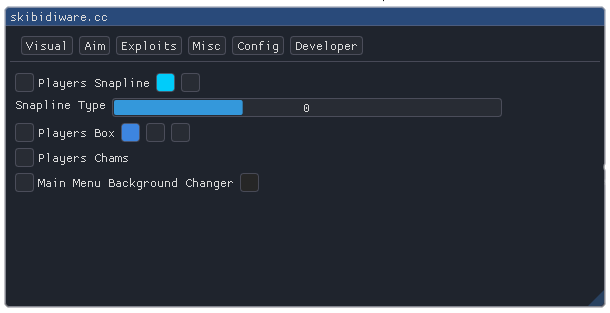 skibidiware.cc
Visual Aim Exploits Misc Config Developer
Players Snapline
Snapline Type 0
Players Box
Players Chams
Main Menu Background Changer